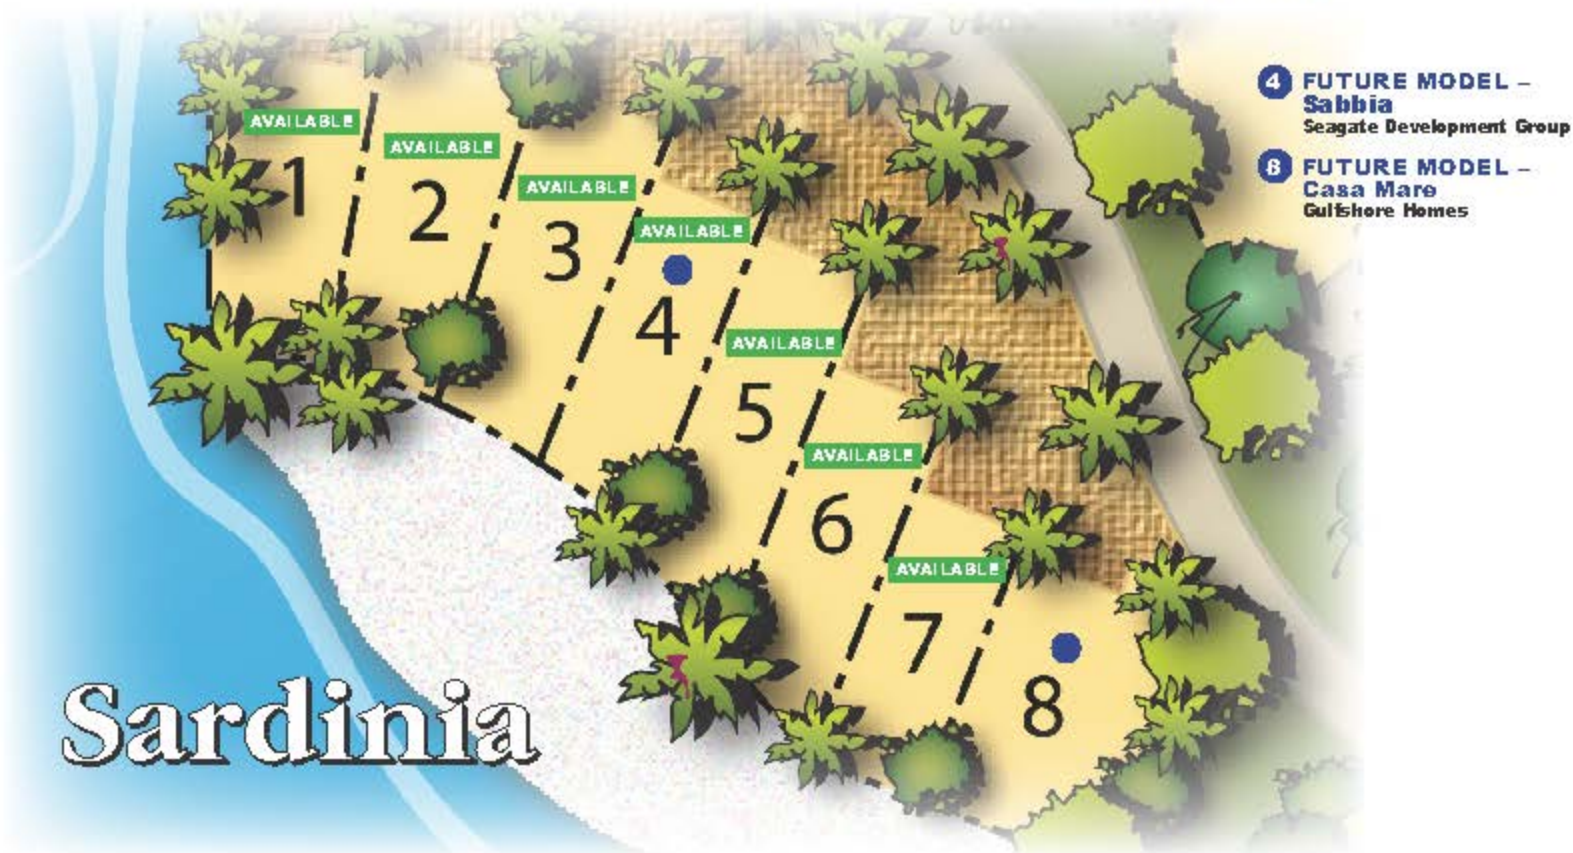 4 FUTURE MODEL –
Sabbia
Seagate Development Group
8 FUTURE MODEL –
Casa Mare
Gulfshore Homes
AVAILABLE
1
AVAILABLE
2
AVAILABLE
3
AVAILABLE
4
AVAILABLE
5
AVAILABLE
6
AVAILABLE
7
8
Sardinia